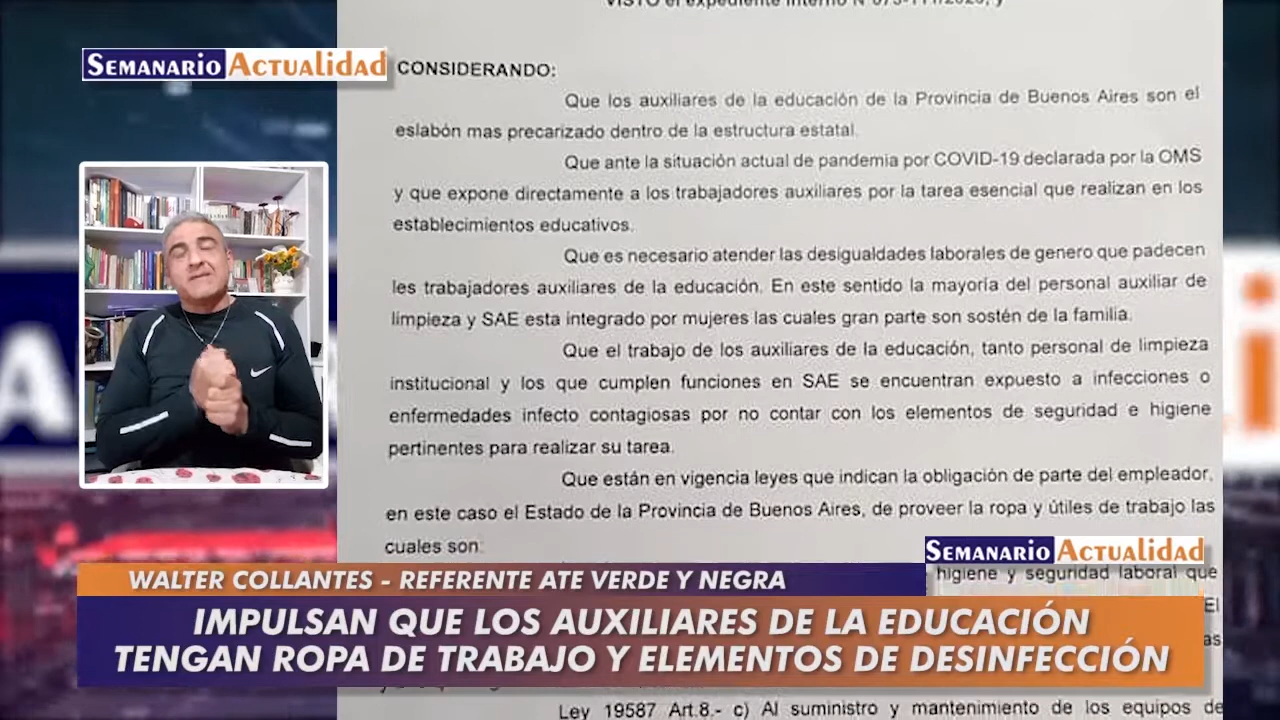 VISTO el expediente interno N°
SEMANARIO ACTUALIDAD
CONSIDERANDO:
Que los auxiliares de la educación de la Provincia de Buenos Aires son el
eslabón mas precarizado dentro de la estructura estatal.
Que ante la situación actual de pandemia por COVID-19 declarada por la OMS
y que expone directamente a los trabajadores auxiliares por la tarea esencial que realizan en los
establecimientos educativos.
Que es necesario atender las desigualdades laborales de genero que padecen
les trabajadores auxiliares de la educación. En este sentido la mayoría del personal auxiliar de
limpieza y SAE esta integrado por mujeres las cuales gran parte son sostén de la familia.
Que el trabajo de los auxiliares de la educación, tanto personal de limpieza
institucional y los que cumplen funciones en SAE se encuentran expuesto a infecciones o
enfermedades infecto contagiosas por no contar con los elementos de seguridad e higiene
pertinentes para realizar su tarea.
Que están en vigencia leyes que indican la obligación de parte del empleador,
en este caso el Estado de la Provincia de Buenos Aires, de proveer la ropa y útiles de trabajo las
cuales son:
SEMANARIO ACTUALIDAD
higiene y seguridad laboral que
El
WALTER COLLANTES - REFERENTE ATE VERDE Y NEGRA
IMPULSAN QUE LOS AUXILIARES DE LA EDUCACIÓN
TENGAN ROPA DE TRABAJO Y ELEMENTOS DE DESINFECCIÓN
Ley 19587 Art.8.- c) Al suministro y mantenimiento de los equipos de